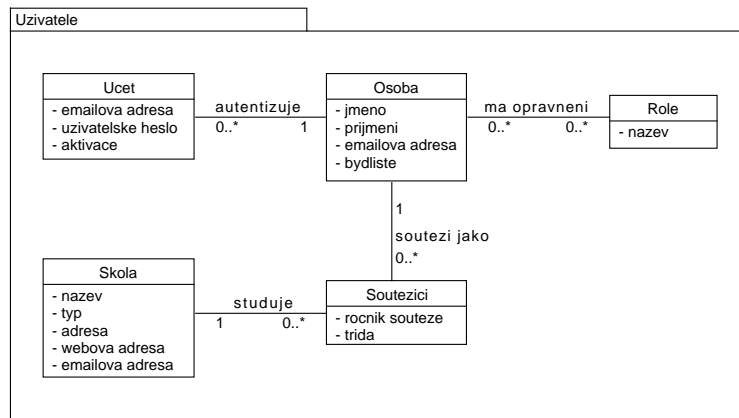 Uzivatele
Ucet
- emailova adresa
- uzivatelske heslo
- aktivace
autentizuje
0..*
1
Osoba
- jmeno
- prijmeni
- emailova adresa
- bydliste
ma opravneni
0..*
0..*
Role
- nazev
1
soutezi jako
0..*
Skola
- nazev
- typ
- adresa
- webova adresa
- emailova adresa
studuje
1
0..*
Soutezici
- rocnik souteze
- trida